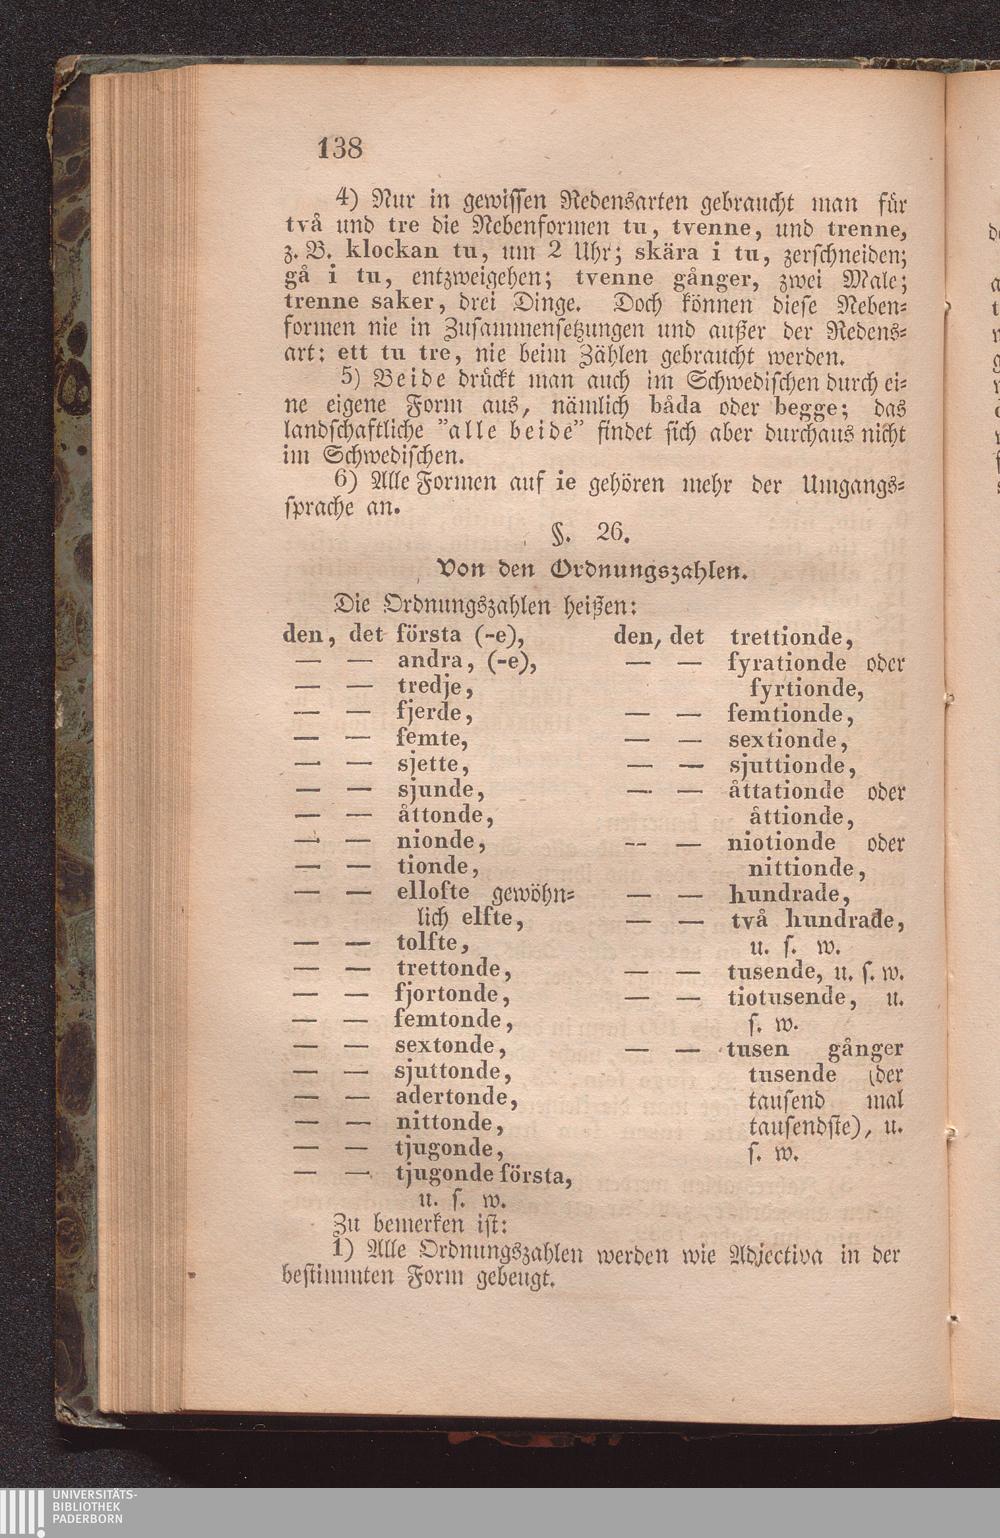 138
4) Nur in gewissen Redensarten gebraucht man für
två und tre die Nebenformen tu, tvenne, und trenne,
z. B. klockan tu, um 2 Uhr; skära i tu, zerschneiden;
gå i tu, entzweigehen; tvenne gånger, zwei Male;
trenne saker, drei Dinge. Doch können diese Neben=
formen nie in Zusammensetzungen und außer der Redens=
art: ett tu tre, nie beim Zählen gebraucht werden.
5) Beide drückt man auch im Schwedischen durch ei=
ne eigene Form aus, nämlich båda oder begge; das
landschaftliche "alle beide" findet sich aber durchaus nicht
im Schwedischen.
6) Alle Formen auf ie gehören mehr der Umgangs=
sprache an.
§. 26.
Von den Ordnungszahlen.
Die Ordnungszahlen heißen:
den, det första (-e),
— — andra, (-e),
— — tredje,
— — fjerde,
— — femte,
— — sjette,
— — sjunde,
— — åttonde,
— — nionde,
— — tionde,
— — ellofte gewöhn=
lich elfte,
— — tolfte,
— — trettonde,
— — fjortonde,
— — femtonde,
— — sextonde,
— — sjuttonde,
— — adertonde,
— — nittonde,
— — tjugonde,
— — tjugonde första,
u. s. w.
den, det trettionde,
— — fyrationde oder
fyrtionde,
— — femtionde,
— — sextionde,
— — sjuttionde,
— — åttationde oder
åttionde,
— — niotionde oder
nittionde,
— — hundrade,
— — två hundrade,
u. s. w.
— — tusende, u. s. w.
— — tiotusende, u.
s. w.
— — tusen gånger
tusende (der
tausend mal
tausendste), u.
s. w.
Zu bemerken ist:
1) Alle Ordnungszahlen werden wie Adjectiva in der
bestimmten Form gebeugt.
UNIVERSITÄTS-
BIBLIOTHEK
PADERBORN